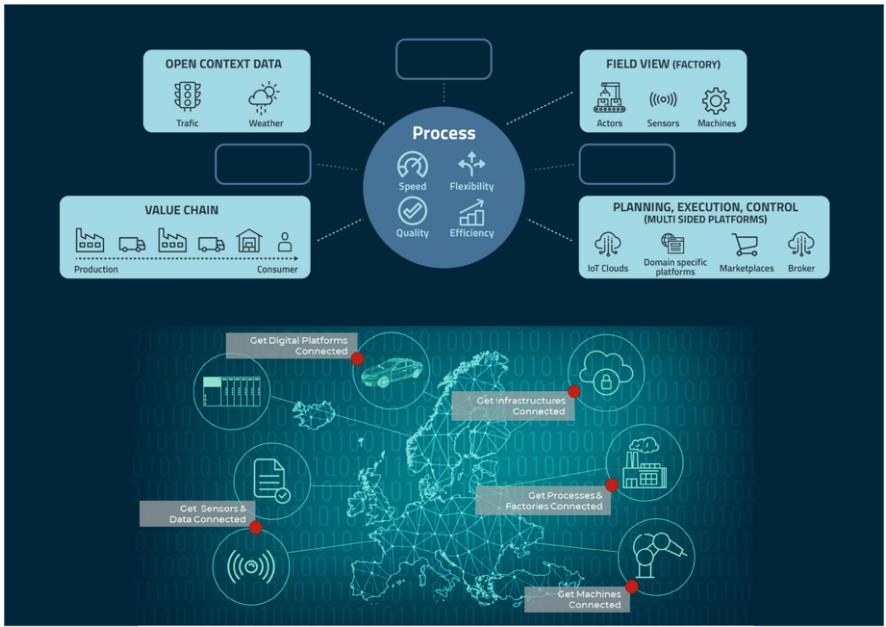 OPEN CONTEXT DATA
Trafic
Weather
FIELD VIEW (FACTORY)
Actors
Sensors
Machines
Process
Speed
Flexibility
Quality
Efficiency
VALUE CHAIN
Production
Consumer
PLANNING, EXECUTION, CONTROL
(MULTI SIDED PLATFORMS)
IoT Clouds
Domain specific
platforms
Marketplaces
Broker
Get Digital Platforms
Connected
Get Infrastructures
Connected
Get Sensors &
Data Connected
Get Processes &
Factories Connected
Get Machines
Connected